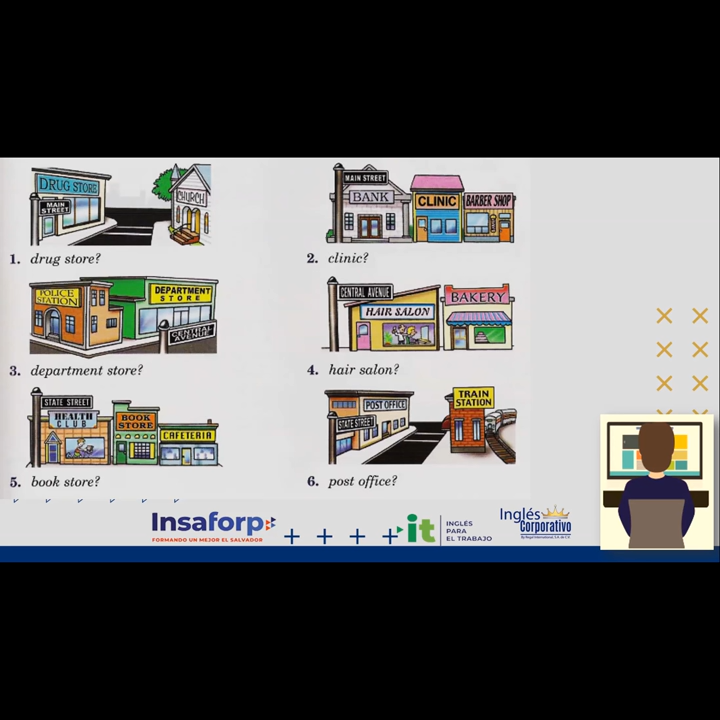 DRUG STORE
MAIN
STREET
CHURCH
1. drug store?
MAIN STREET
BANK
CLINIC
BARBER SHOP
2. clinic?
POLICE
STATION
DEPARTMENT
STORE
CENTRAL
AVENUE
3. department store?
CENTRAL AVENUE
HAIR SALON
BAKERY
4. hair salon?
STATE STREET
HEALTH
CLUB
BOOK
STORE
CAFETERIA
5. book store?
POST OFFICE
STATE STREET
TRAIN
STATION
6. post office?
Insaforp
FORMANDO UN MEJOR EL SALVADOR
it
INGLÉS
PARA
EL TRABAJO
Inglés
Corporativo